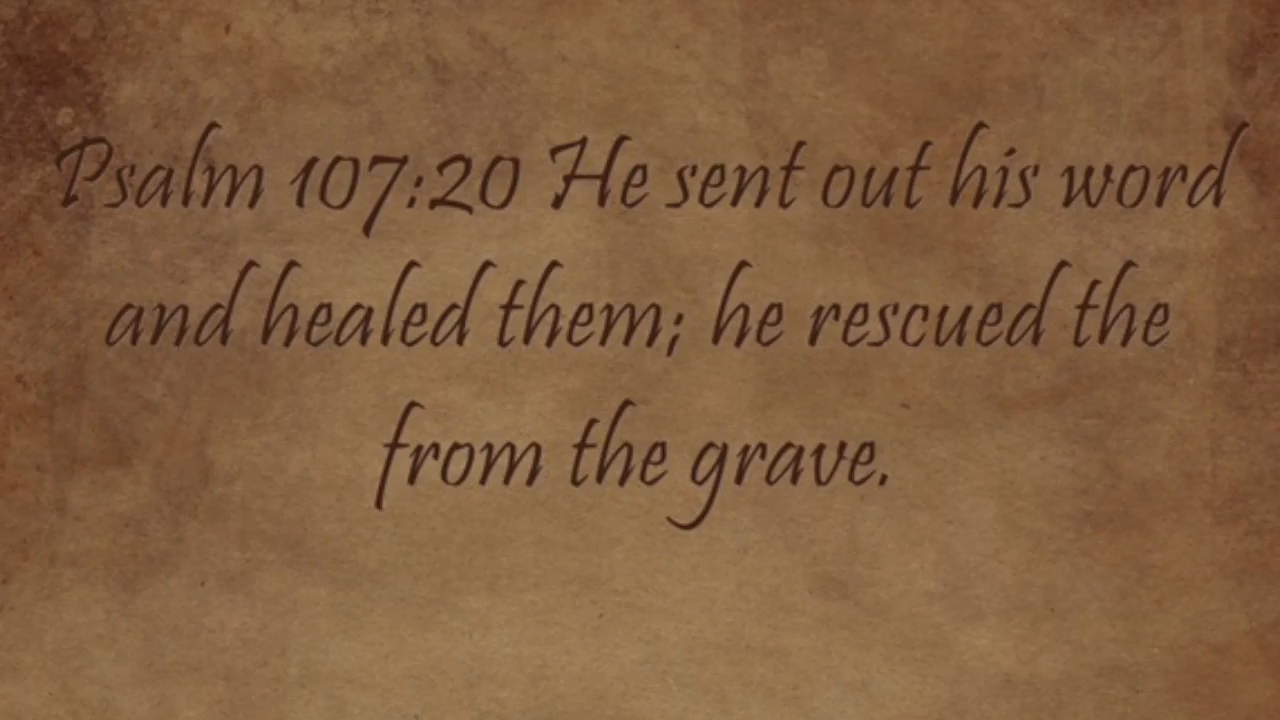 Psalm 107:20 He sent out his word
and healed them; he rescued the
from the grave.